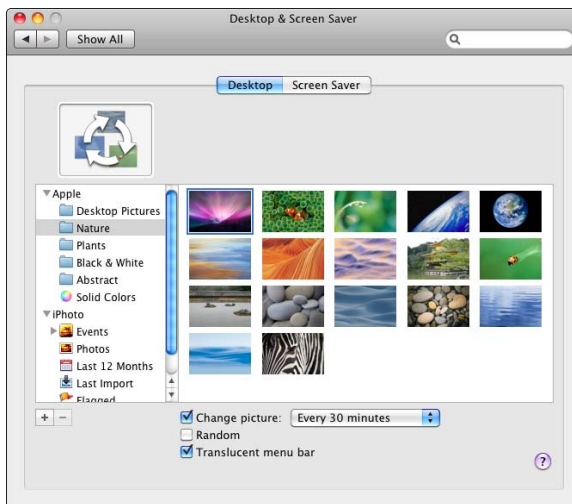 Desktop & Screen Saver
Show All
Desktop Screen Saver
Apple
Desktop Pictures
Nature
Plants
Black & White
Abstract
Solid Colors
iPhoto
Events
Photos
Last 12 Months
Last Import
Flagged
+ −
Change picture: Every 30 minutes
Random
Translucent menu bar
?